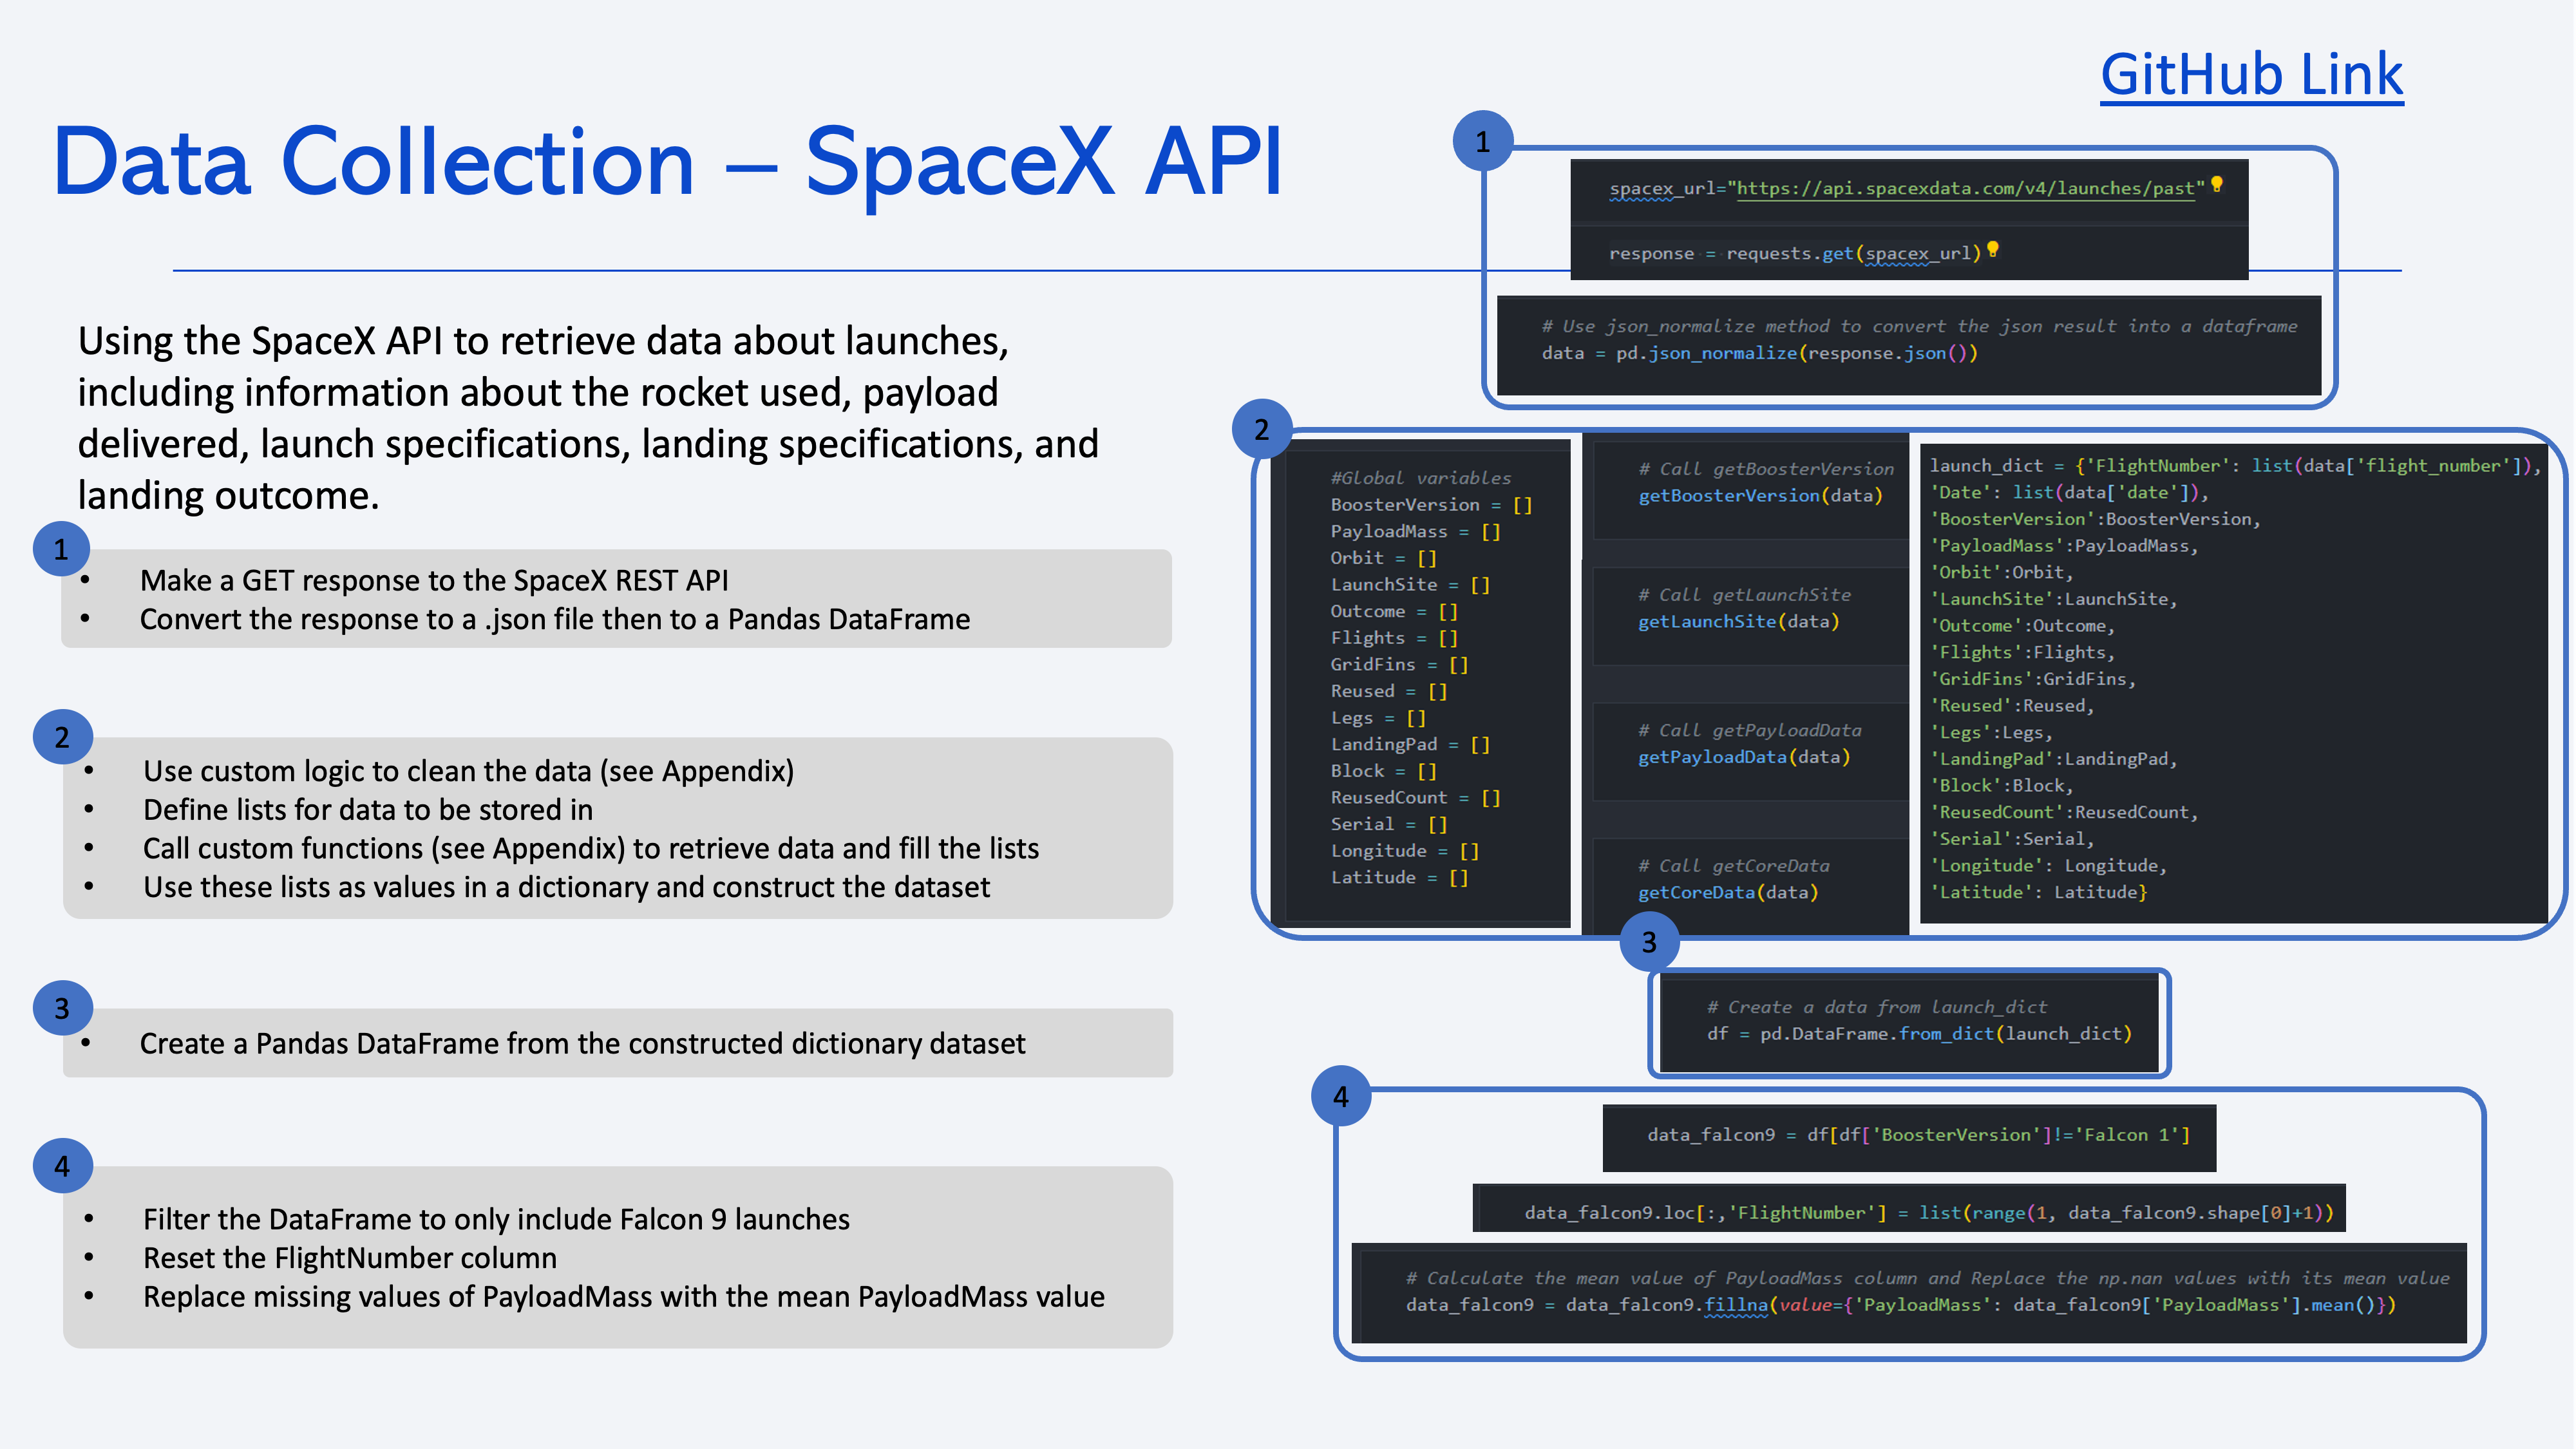 GitHub Link
Data Collection – SpaceX API
Using the SpaceX API to retrieve data about launches,
including information about the rocket used, payload
delivered, launch specifications, landing specifications, and
landing outcome.
1
• Make a GET response to the SpaceX REST API
• Convert the response to a .json file then to a Pandas DataFrame
2
• Use custom logic to clean the data (see Appendix)
• Define lists for data to be stored in
• Call custom functions (see Appendix) to retrieve data and fill the lists
• Use these lists as values in a dictionary and construct the dataset
3
• Create a Pandas DataFrame from the constructed dictionary dataset
4
• Filter the DataFrame to only include Falcon 9 launches
• Reset the FlightNumber column
• Replace missing values of PayloadMass with the mean PayloadMass value
1
spacex_url="https://api.spacexdata.com/v4/launches/past"
response = requests.get(spacex_url)
# Use json_normalize method to convert the json result into a dataframe
data = pd.json_normalize(response.json())
2
#Global variables
BoosterVersion = []
PayloadMass = []
Orbit = []
LaunchSite = []
Outcome = []
Flights = []
GridFins = []
Reused = []
Legs = []
LandingPad = []
Block = []
ReusedCount = []
Serial = []
Longitude = []
Latitude = []
# Call getBoosterVersion
getBoosterVersion(data)
# Call getLaunchSite
getLaunchSite(data)
# Call getPayloadData
getPayloadData(data)
# Call getCoreData
getCoreData(data)
launch_dict = {'FlightNumber': list(data['flight_number']),
'Date': list(data['date']),
'BoosterVersion':BoosterVersion,
'PayloadMass':PayloadMass,
'Orbit':Orbit,
'LaunchSite':LaunchSite,
'Outcome':Outcome,
'Flights':Flights,
'GridFins':GridFins,
'Reused':Reused,
'Legs':Legs,
'LandingPad':LandingPad,
'Block':Block,
'ReusedCount':ReusedCount,
'Serial':Serial,
'Longitude': Longitude,
'Latitude': Latitude}
3
# Create a data from launch_dict
df = pd.DataFrame.from_dict(launch_dict)
4
data_falcon9 = df[df['BoosterVersion']!='Falcon 1']
data_falcon9.loc[:,'FlightNumber'] = list(range(1, data_falcon9.shape[0]+1))
# Calculate the mean value of PayloadMass column and Replace the np.nan values with its mean value
data_falcon9 = data_falcon9.fillna(value={'PayloadMass': data_falcon9['PayloadMass'].mean()})